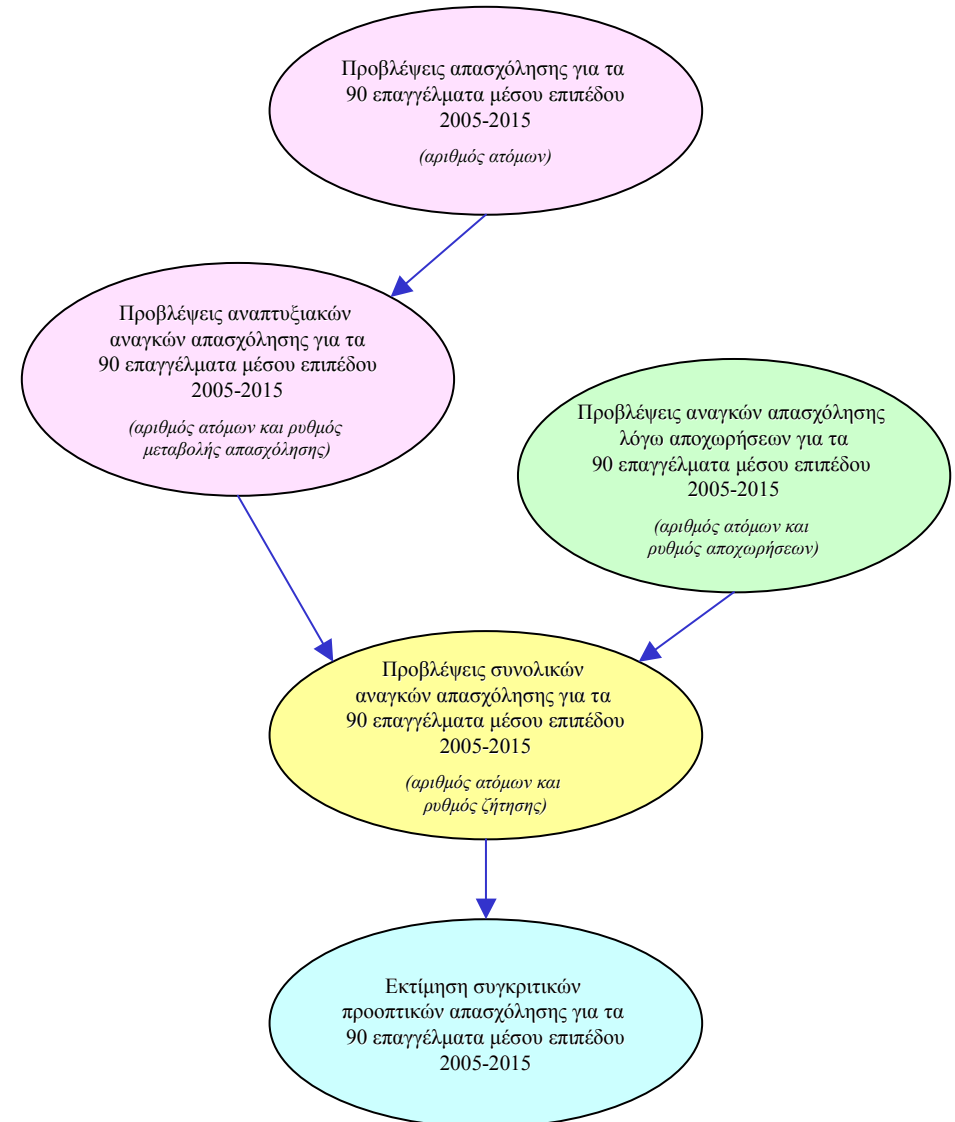 Προβλέψεις απασχόλησης για τα
90 επαγγέλματα μέσου επιπέδου
2005-2015
(αριθμός ατόμων)
Προβλέψεις αναπτυξιακών
αναγκών απασχόλησης για τα
90 επαγγέλματα μέσου επιπέδου
2005-2015
(αριθμός ατόμων και ρυθμός
μεταβολής απασχόλησης)
Προβλέψεις αναγκών απασχόλησης
λόγω αποχωρήσεων για τα
90 επαγγέλματα μέσου επιπέδου
2005-2015
(αριθμός ατόμων και
ρυθμός αποχωρήσεων)
Προβλέψεις συνολικών
αναγκών απασχόλησης για τα
90 επαγγέλματα μέσου επιπέδου
2005-2015
(αριθμός ατόμων και
ρυθμός ζήτησης)
Εκτίμηση συγκριτικών
προοπτικών απασχόλησης για τα
90 επαγγέλματα μέσου επιπέδου
2005-2015